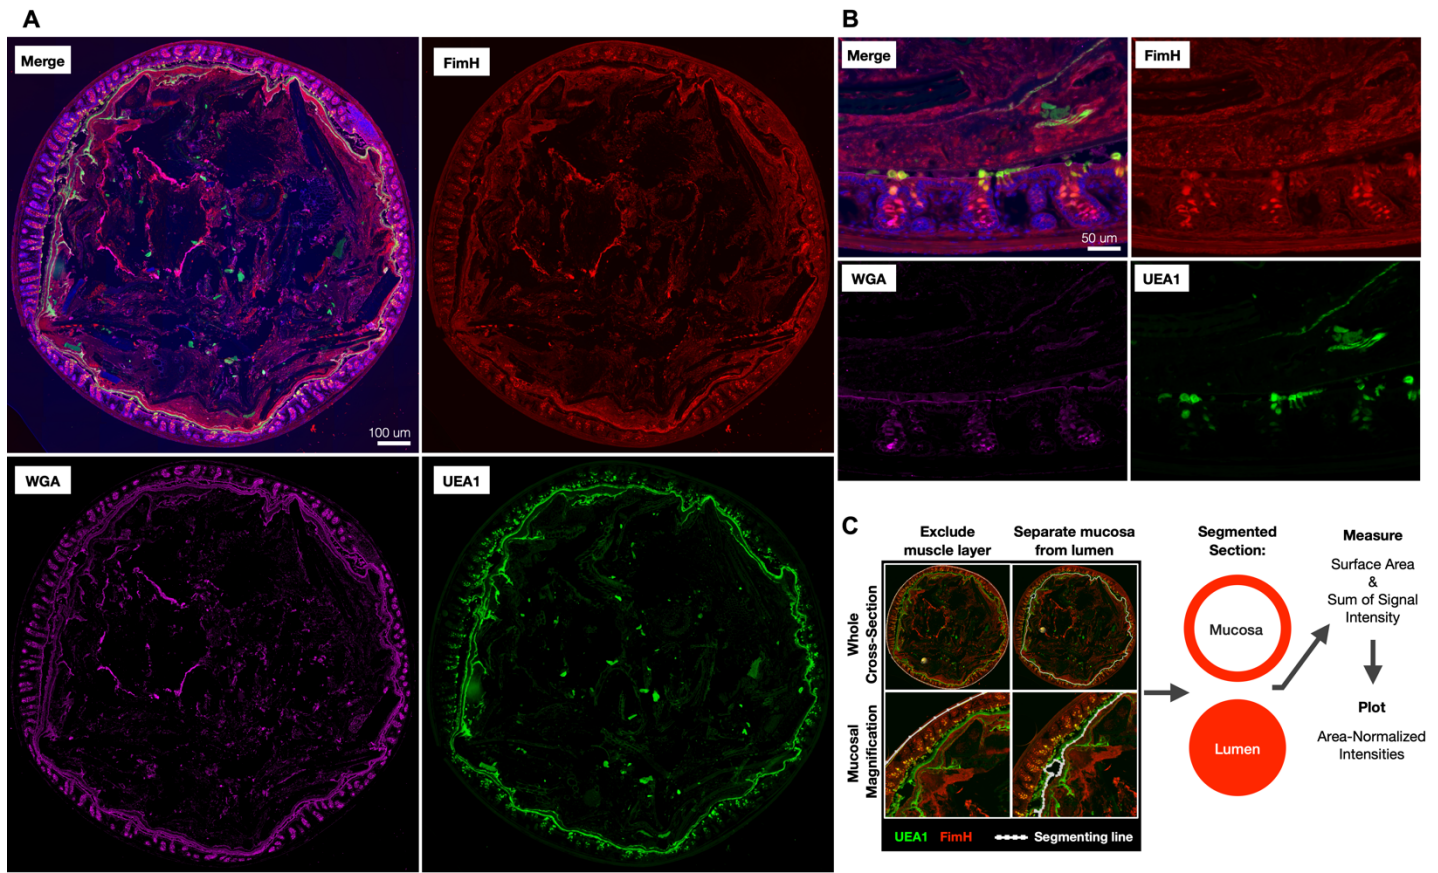 A
Merge
FimH
100 um
WGA
UEA1
B
Merge
FimH
50 um
WGA
UEA1
C
Exclude
muscle layer
Separate mucosa
from lumen
Whole
Cross-Section
Mucosal
Magnification
UEA1
FimH
Segmenting line
Segmented
Section:
Mucosa
Lumen
Measure
Surface Area
&
Sum of Signal
Intensity
Plot
Area-Normalized
Intensities